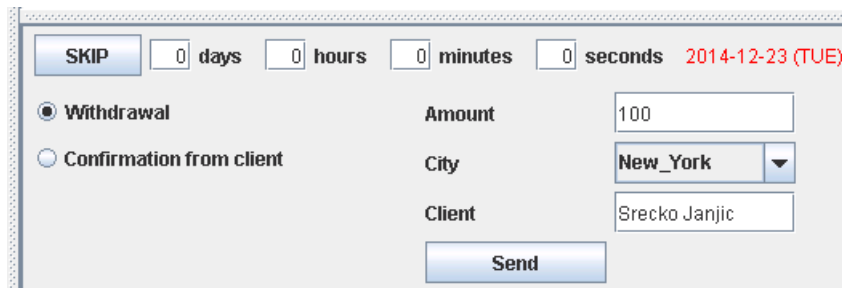 SKIP 0 days 0 hours 0 minutes 0 seconds 2014-12-23 (TUE)
Withdrawal Amount 100
Confirmation from client City New_York
Client Srecko Janjic
Send